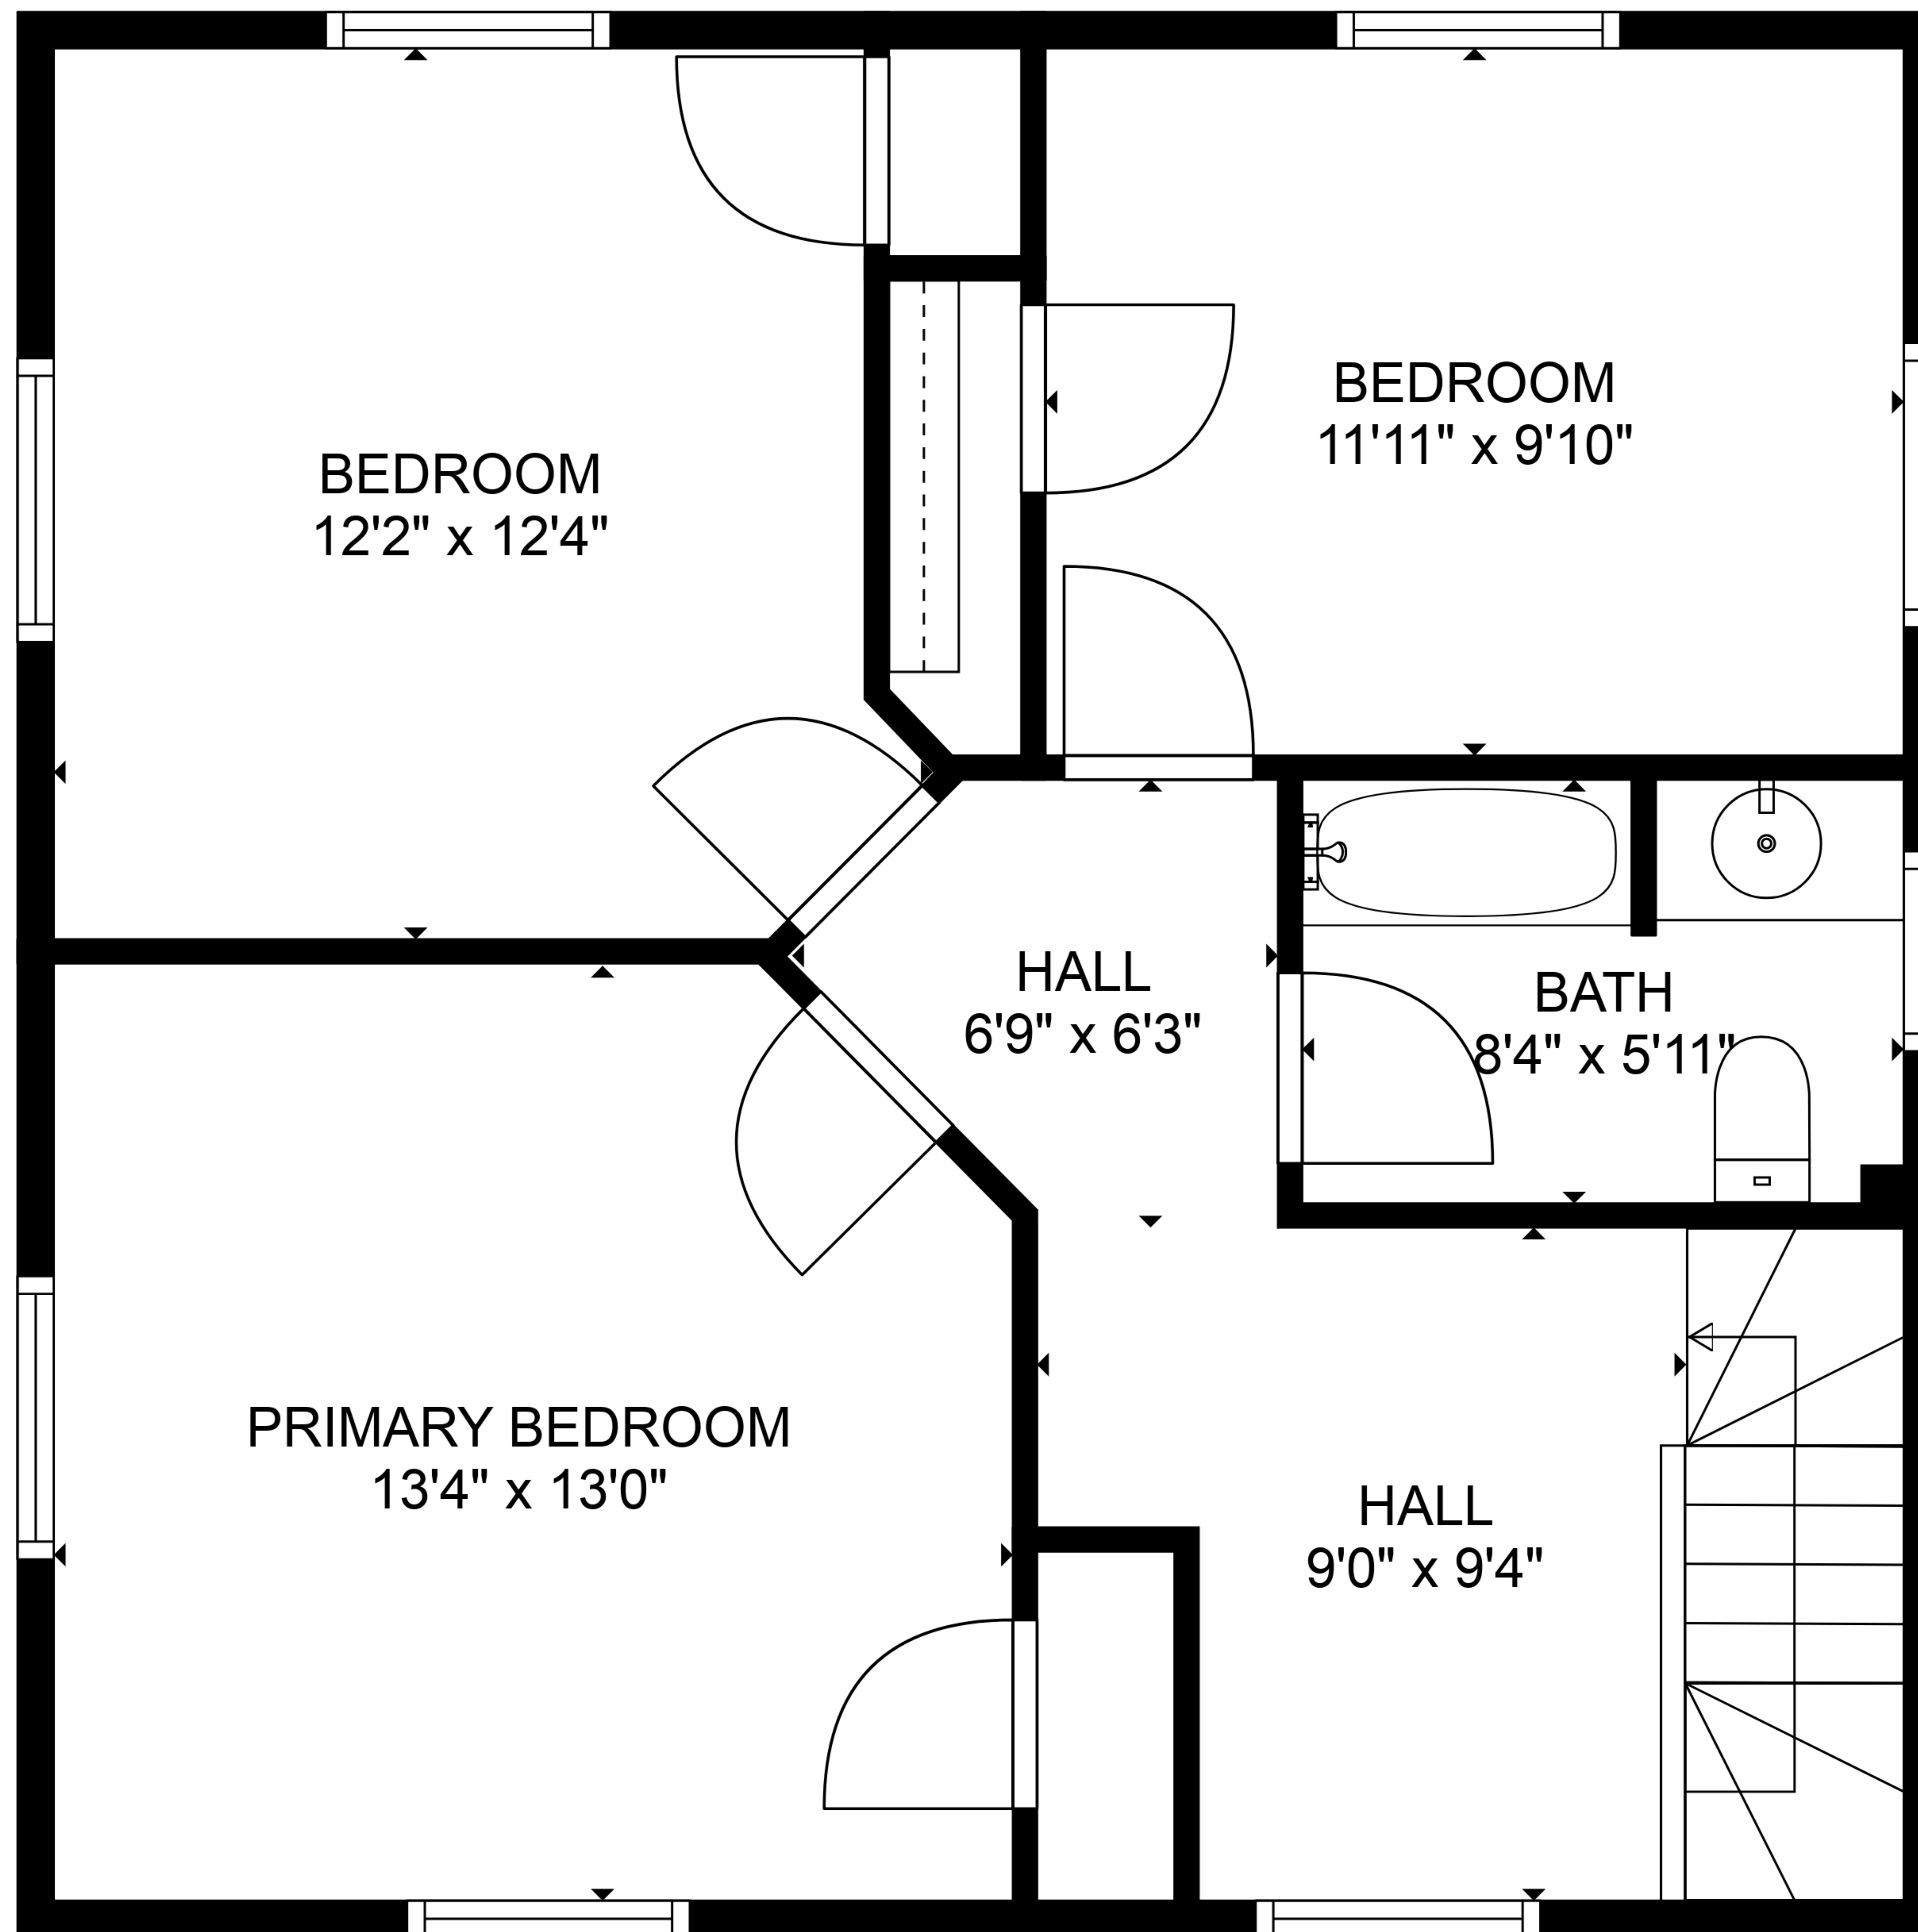 BEDROOM
11'11" x 9'10"
BEDROOM
12'2" x 12'4"
HALL
6'9" x 6'3"
BATH
8'4" x 5'11"
PRIMARY BEDROOM
13'4" x 13'0"
HALL
9'0" x 9'4"